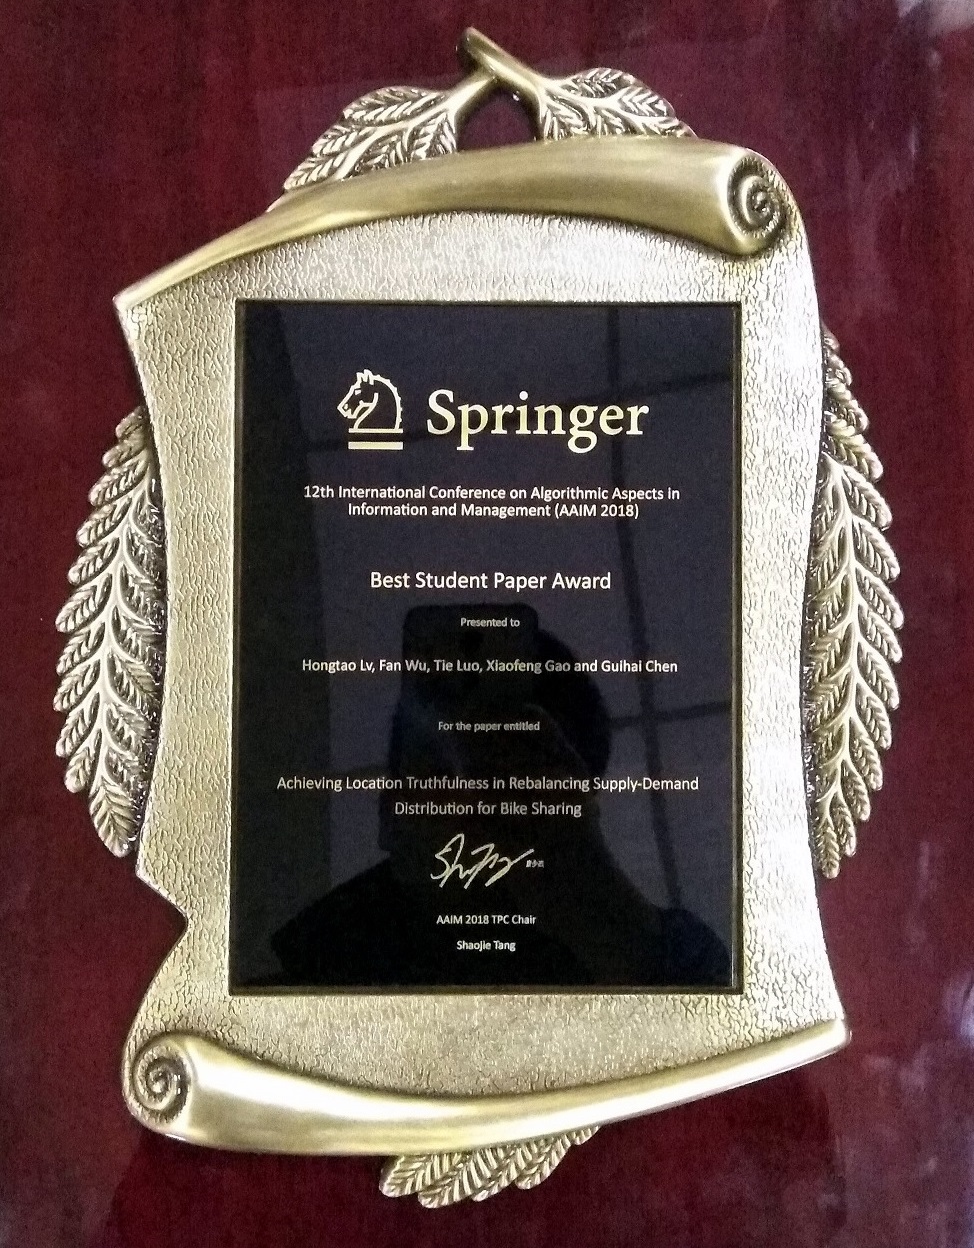 Springer
12th International Conference on Algorithmic Aspects in
Information and Management (AAIM 2018)
Best Student Paper Award
Presented to
Hongtao Lv, Fan Wu, Tie Luo, Xiaofeng Gao and Guihai Chen
For the paper entitled
Achieving Location Truthfulness in Rebalancing Supply-Demand
Distribution for Bike Sharing
AAIM 2018 TPC Chair
Shaojie Tang